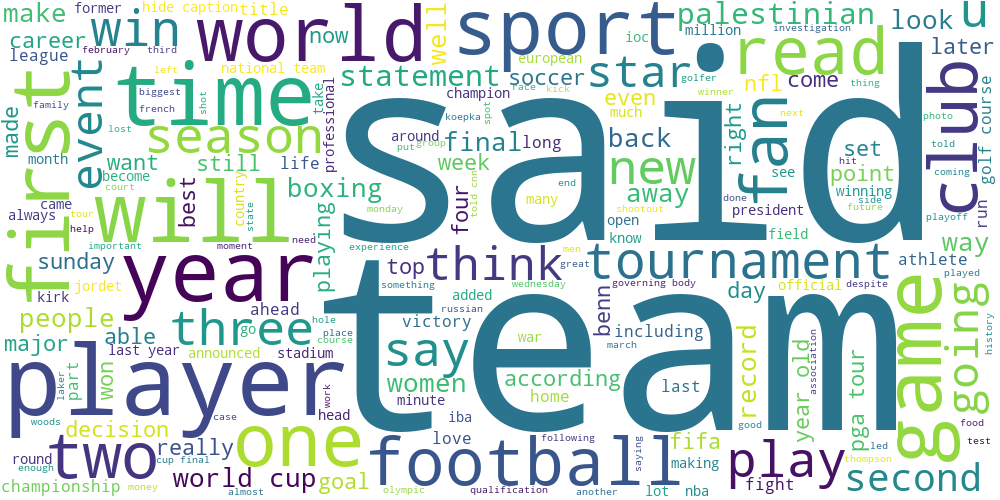 make
former
hide caption
title
palestinian
u
career
win
world
sport
read
look
now
ioc
million
investigation
february
third
league
well
european
star
later
first
event
time
left
national team
statement
soccer
nfl
come
golfer
thing
club
biggest
family
french
shot
take
champion
race
kick
even
much
winner
next
photo
made
month
lost
season
professional
said
koepka
spot
around
put
group
final
long
back
right
fan
set
hit
told
coming
golf course
want
still
life
week
new
see
point
become
court
best
country
boxing
four
told cnn
many
end
away
done
president
winning
side
future
run
came
always
tour
help
will
state
monday
shootout
open
know
field
playoff
important
moment
need
playing
experience
men
great
tournament
way
athlete
played
despite
sunday
jordet
kirk
year
top
think
something
wednesday
governing body
day
official
people
able
three
ahead
hole
place
course
go
added
russian
victory
benn
including
march
game
going
history
major
last year
announced
stadium
say
war
team
minute
women
according
home
last
record
good
year old
association
pga tour
laker
part
won
player
work
iba
woods
decision
case
head
love
following
saying
fifa
food
test
round
enough
two
really
cup final
one
football
making
play
led
thompson
second
championship
money
almost
world cup
goal
olympic
qualification
another
lot
nba
fight